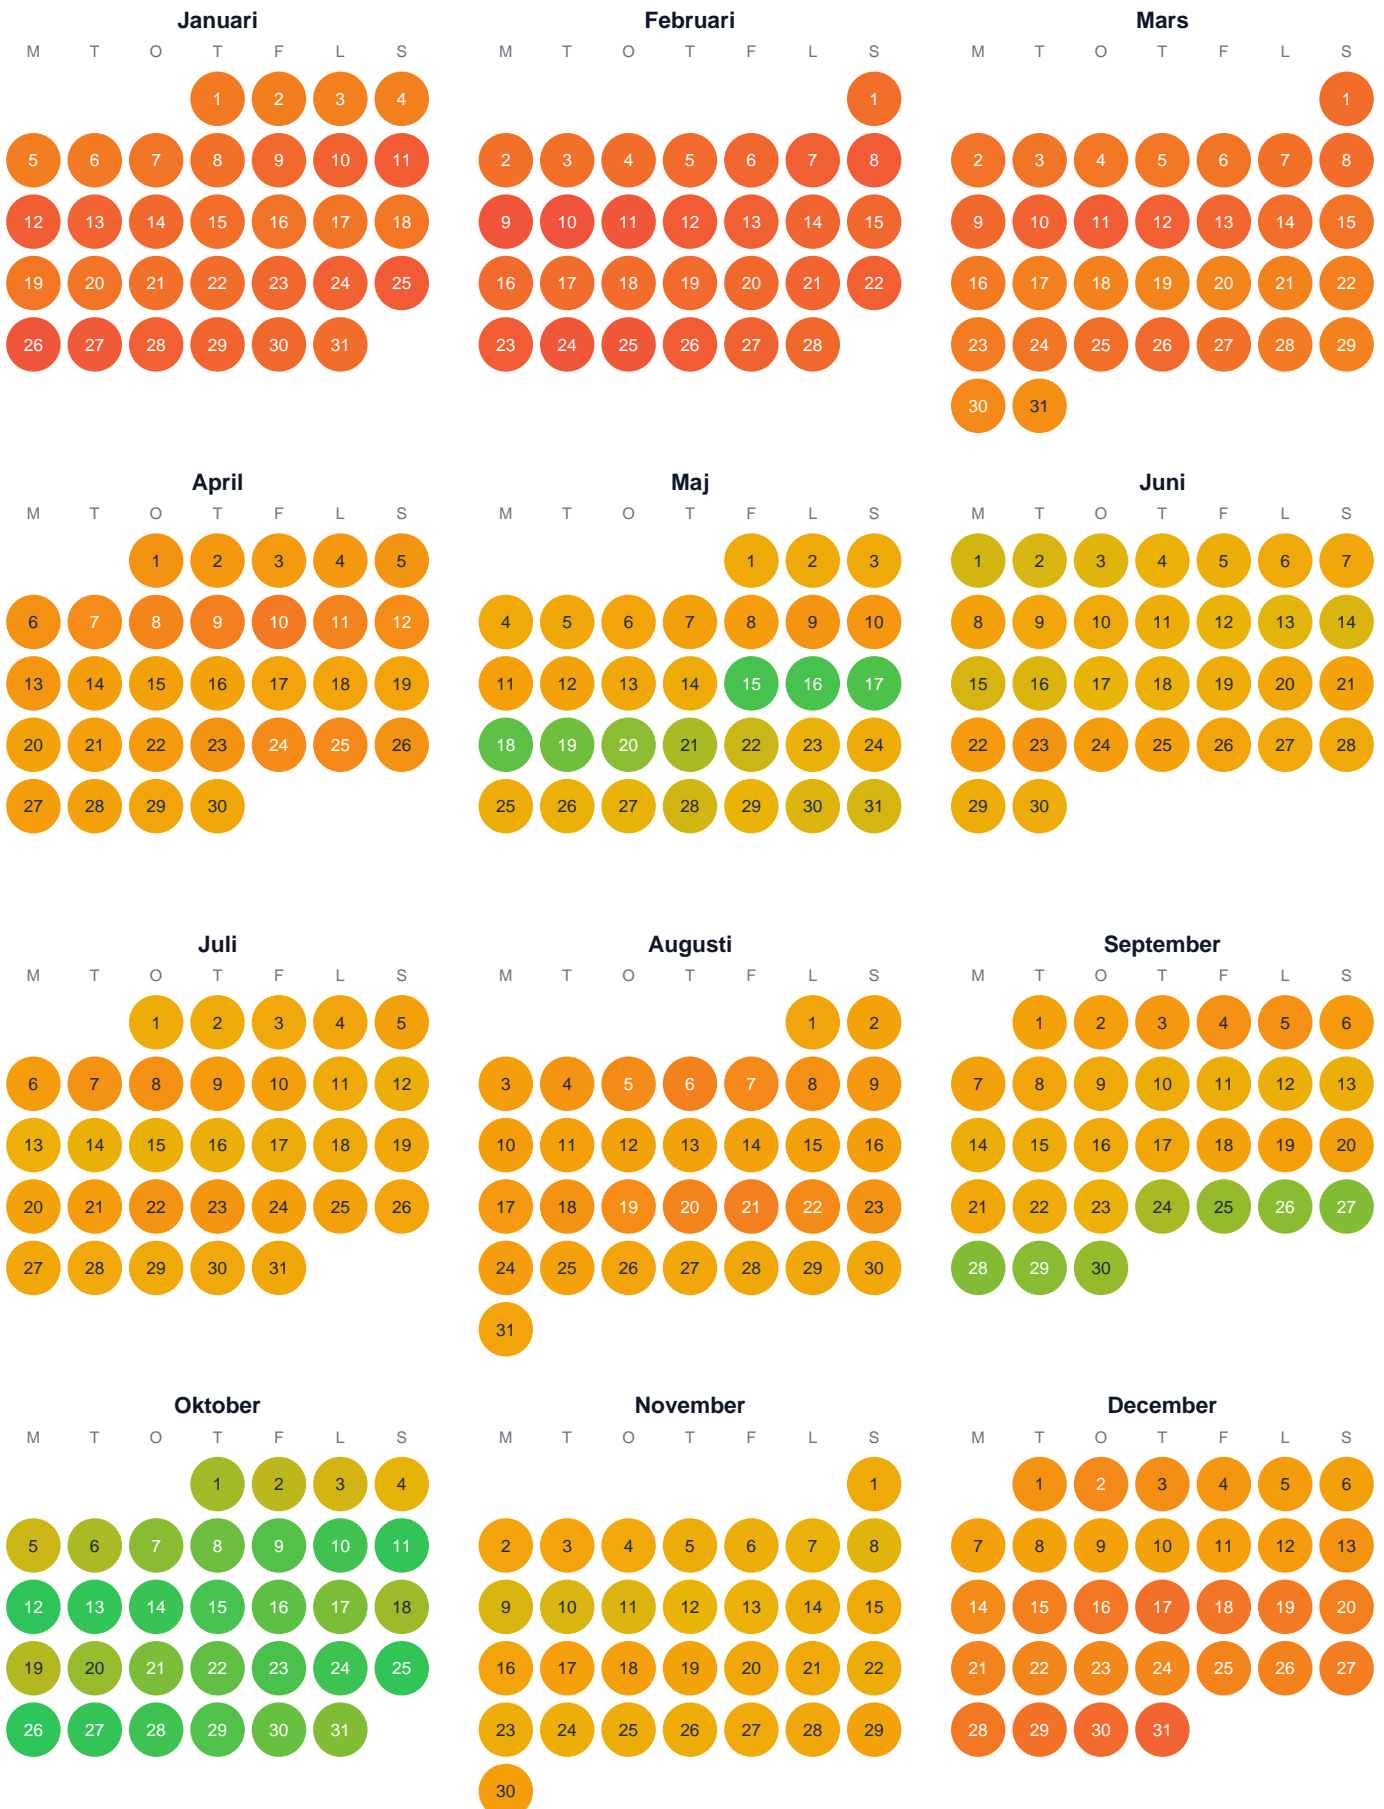 Januari Februari Mars
M T O T F L S M T O T F L S M T O T F L S
1 2 3 4 1 1
5 6 7 8 9 10 11 2 3 4 5 6 7 8 2 3 4 5 6 7 8
12 13 14 15 16 17 18 9 10 11 12 13 14 15 9 10 11 12 13 14 15
19 20 21 22 23 24 25 16 17 18 19 20 21 22 16 17 18 19 20 21 22
26 27 28 29 30 31 23 24 25 26 27 28 23 24 25 26 27 28 29
30 31
April Maj Juni
M T O T F L S M T O T F L S M T O T F L S
1 2 3 4 5 1 2 3 1 2 3 4 5 6 7
6 7 8 9 10 11 12 4 5 6 7 8 9 10 8 9 10 11 12 13 14
13 14 15 16 17 18 19 11 12 13 14 15 16 17 15 16 17 18 19 20 21
20 21 22 23 24 25 26 18 19 20 21 22 23 24 22 23 24 25 26 27 28
27 28 29 30 25 26 27 28 29 30 31 29 30
Juli Augusti September
M T O T F L S M T O T F L S M T O T F L S
1 2 3 4 5 1 2 1 2 3 4 5 6
6 7 8 9 10 11 12 3 4 5 6 7 8 9 7 8 9 10 11 12 13
13 14 15 16 17 18 19 10 11 12 13 14 15 16 14 15 16 17 18 19 20
20 21 22 23 24 25 26 17 18 19 20 21 22 23 21 22 23 24 25 26 27
27 28 29 30 31 24 25 26 27 28 29 30 28 29 30
31
Oktober November December
M T O T F L S M T O T F L S M T O T F L S
1 2 3 4 1 1 2 3 4 5 6
5 6 7 8 9 10 11 2 3 4 5 6 7 8 7 8 9 10 11 12 13
12 13 14 15 16 17 18 9 10 11 12 13 14 15 14 15 16 17 18 19 20
19 20 21 22 23 24 25 16 17 18 19 20 21 22 21 22 23 24 25 26 27
26 27 28 29 30 31 23 24 25 26 27 28 29 28 29 30 31
30